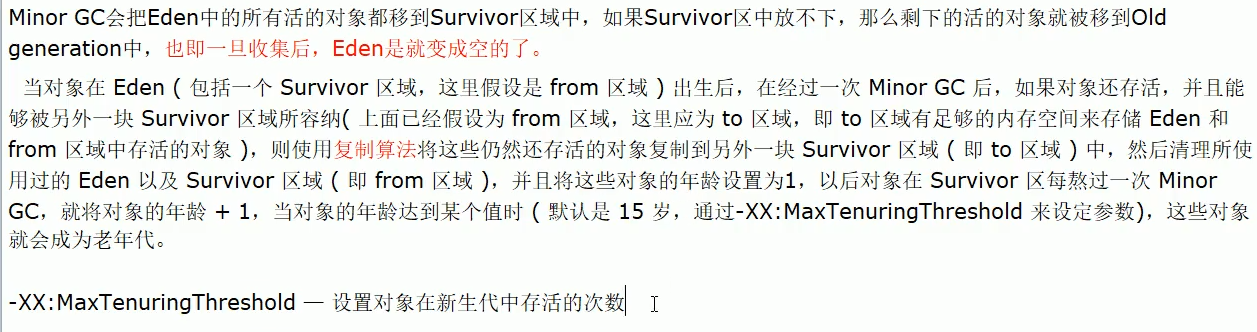 Minor GC会把Eden中的所有活的对象都移到Survivor区域中，如果Survivor区中放不下，那么剩下的活的对象就被移到Old
generation中，也即一旦收集后，Eden是就变成空的了。
当对象在 Eden ( 包括一个 Survivor 区域，这里假设是 from 区域 ) 出生后，在经过一次 Minor GC 后，如果对象还存活，并且能
够被另外一块 Survivor 区域所容纳( 上面已经假设为 from 区域，这里应为 to 区域，即 to 区域有足够的内存空间来存储 Eden 和
from 区域中存活的对象 )，则使用复制算法将这些仍然还存活的对象复制到另外一块 Survivor 区域 ( 即 to 区域 ) 中，然后清理所使
用过的 Eden 以及 Survivor 区域 ( 即 from 区域 )，并且将这些对象的年龄设置为1，以后对象在 Survivor 区每熬过一次 Minor
GC，就将对象的年龄 + 1，当对象的年龄达到某个值时 ( 默认是 15 岁，通过-XX:MaxTenuringThreshold 来设定参数)，这些对象
就会成为老年代。
-XX:MaxTenuringThreshold — 设置对象在新生代中存活的次数